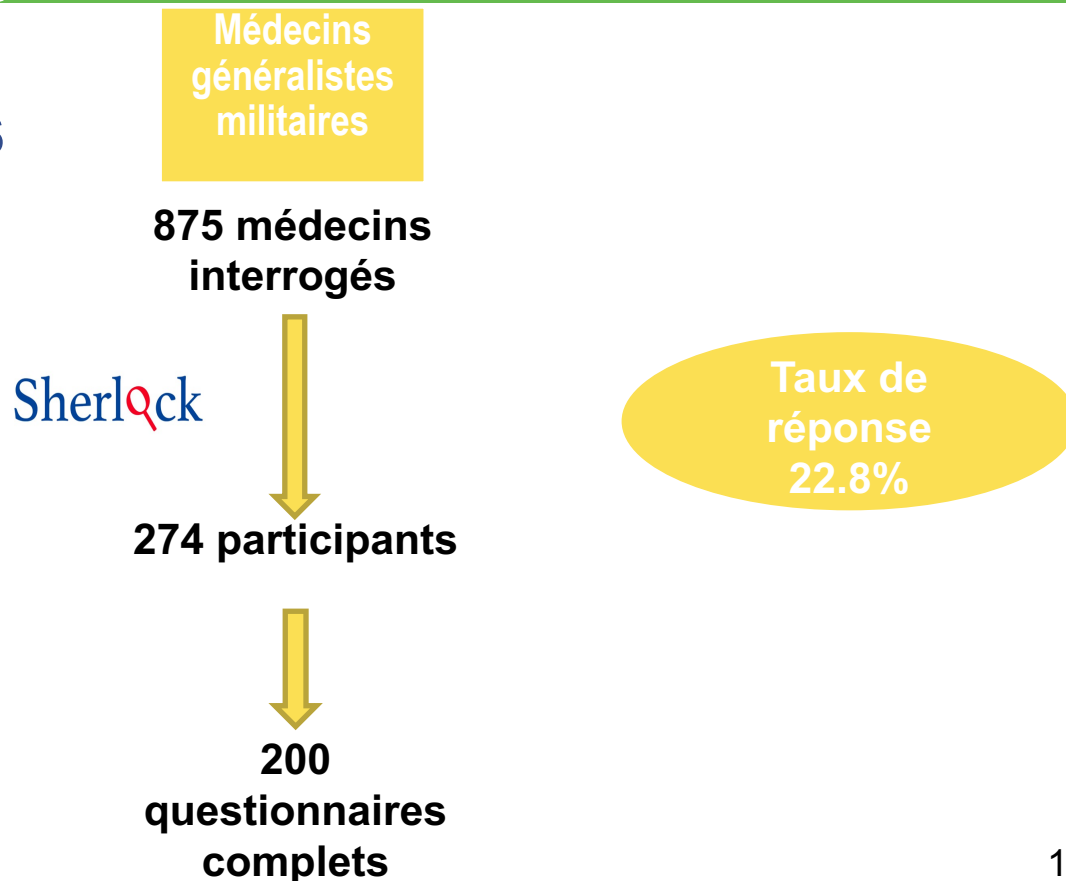 Médecins
généralistes
militaires
s
875 médecins
interrogés
Sherlock
Taux de
réponse
22.8%
274 participants
200
questionnaires
complets
1